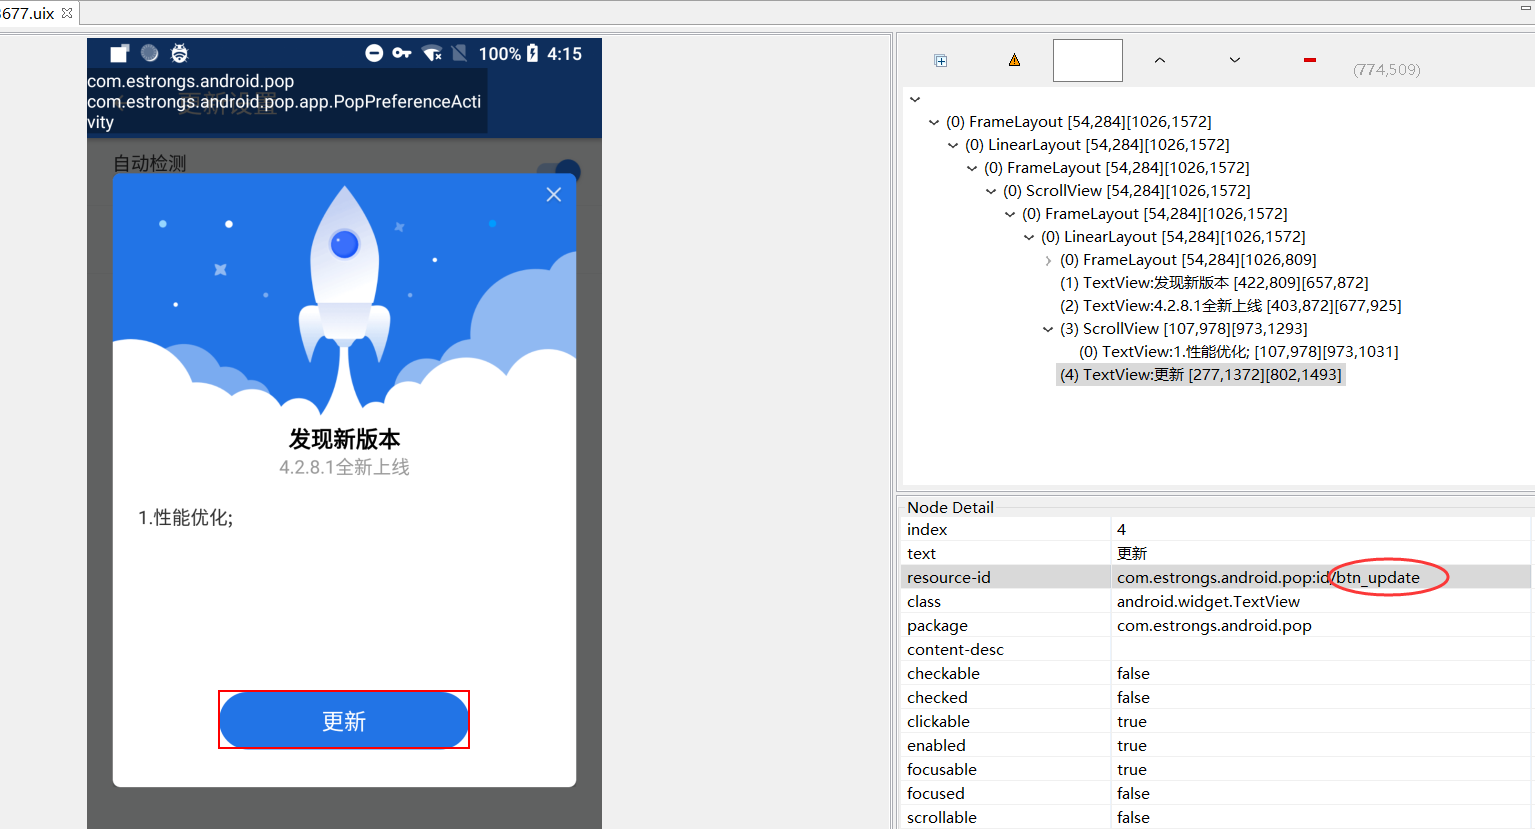 3677.uix
100% 4:15
com.estrongs.android.pop
com.estrongs.android.pop.app.PopPreferenceActi
vity
更新设置
自动检测
发现新版本
4.2.8.1全新上线
1.性能优化;
更新
(774,509)
(0) FrameLayout [54,284][1026,1572]
(0) LinearLayout [54,284][1026,1572]
(0) FrameLayout [54,284][1026,1572]
(0) ScrollView [54,284][1026,1572]
(0) FrameLayout [54,284][1026,1572]
(0) LinearLayout [54,284][1026,1572]
(0) FrameLayout [54,284][1026,809]
(1) TextView:发现新版本 [422,809][657,872]
(2) TextView:4.2.8.1全新上线 [403,872][677,925]
(3) ScrollView [107,978][973,1293]
(0) TextView:1.性能优化; [107,978][973,1031]
(4) TextView:更新 [277,1372][802,1493]
Node Detail
index 4
text 更新
resource-id com.estrongs.android.pop:id/btn_update
class android.widget.TextView
package com.estrongs.android.pop
content-desc
checkable false
checked false
clickable true
enabled true
focusable true
focused false
scrollable false